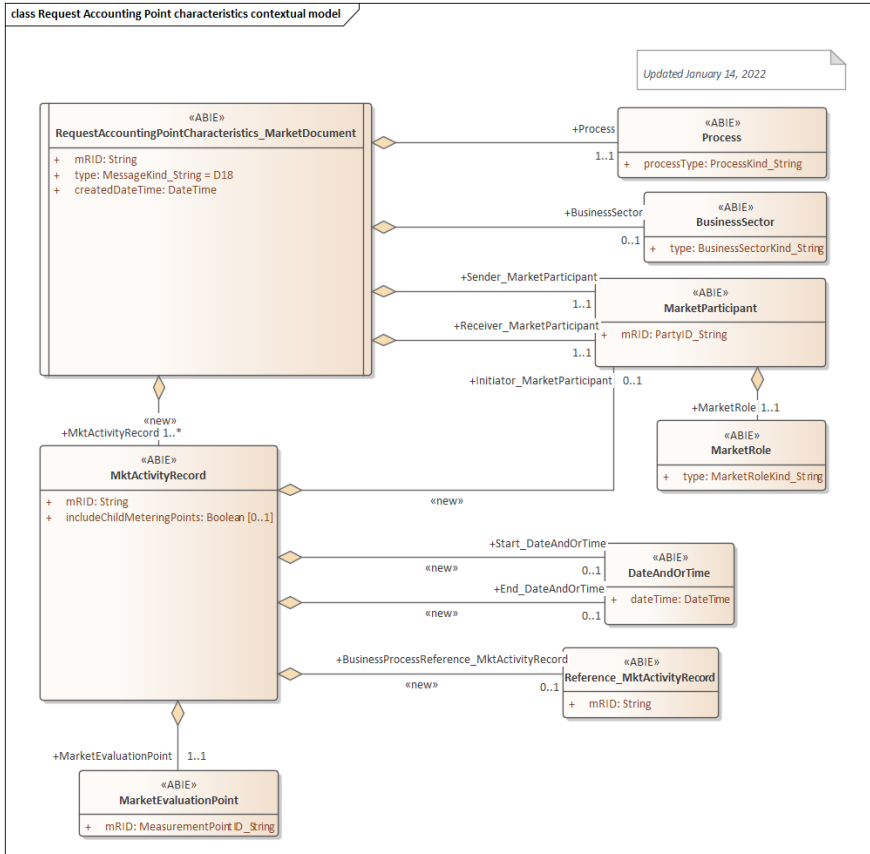 class Request Accounting Point characteristics contextual model
Updated January 14, 2022
«ABIE»
RequestAccountingPointCharacteristics_MarketDocument
+ mRID: String
+ type: MessageKind_String = D18
+ createdDateTime: DateTime
+Process
1..1
«ABIE»
Process
+ processType: ProcessKind_String
+BusinessSector
0..1
«ABIE»
BusinessSector
+ type: BusinessSectorKind_String
+Sender_MarketParticipant
1..1
+Receiver_MarketParticipant
1..1
«ABIE»
MarketParticipant
+ mRID: PartyID_String
+Initiator_MarketParticipant 0..1
«new»
+MarketRole 1..1
«ABIE»
MarketRole
+ type: MarketRoleKind_String
«new»
+MktActivityRecord 1..*
«ABIE»
MktActivityRecord
+ mRID: String
+ includeChildMeteringPoints: Boolean [0..1]
+Start_DateAndOrTime
«new»
0..1
+End_DateAndOrTime
«new»
0..1
«ABIE»
DateAndOrTime
+ dateTime: DateTime
+BusinessProcessReference_MktActivityRecord
«new»
0..1
«ABIE»
Reference_MktActivityRecord
+ mRID: String
+MarketEvaluationPoint 1..1
«ABIE»
MarketEvaluationPoint
+ mRID: MeasurementPointID_String